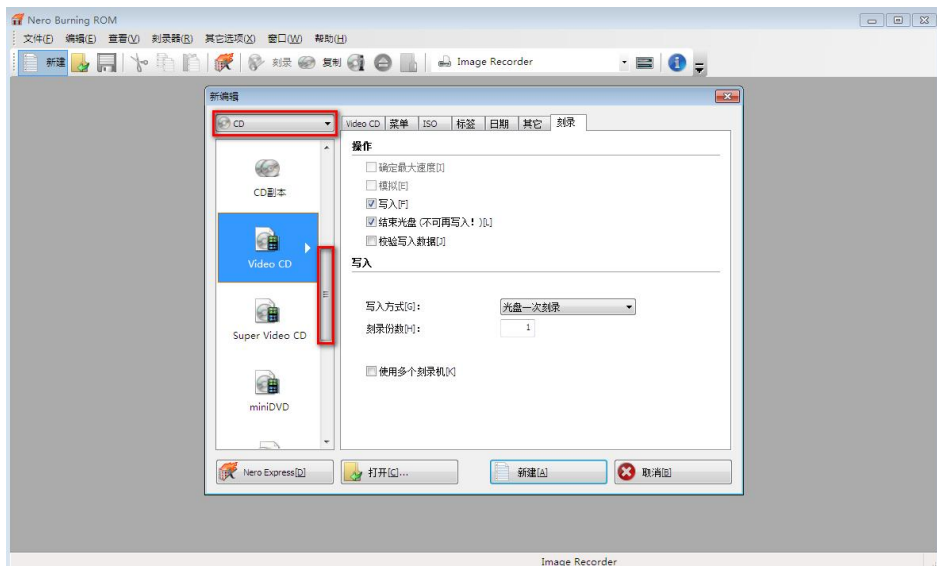 Nero Burning ROM
文件(F) 编辑(E) 查看(V) 刻录器(R) 其它选项(X) 窗口(W) 帮助(H)
新建 刻录 复制 Image Recorder
新编辑
CD
Video CD 菜单 ISO 标签 日期 其它 刻录
操作
确定最大速度[I]
模拟[E]
写入[F]
结束光盘 (不可再写入! )[L]
校验写入数据[J]
写入
写入方式[G]: 光盘一次刻录
刻录份数[H]: 1
使用多个刻录机[K]
CD副本
Video CD
Super Video CD
miniDVD
Nero Express[D] 打开[C]... 新建[A] 取消[B]
Image Recorder